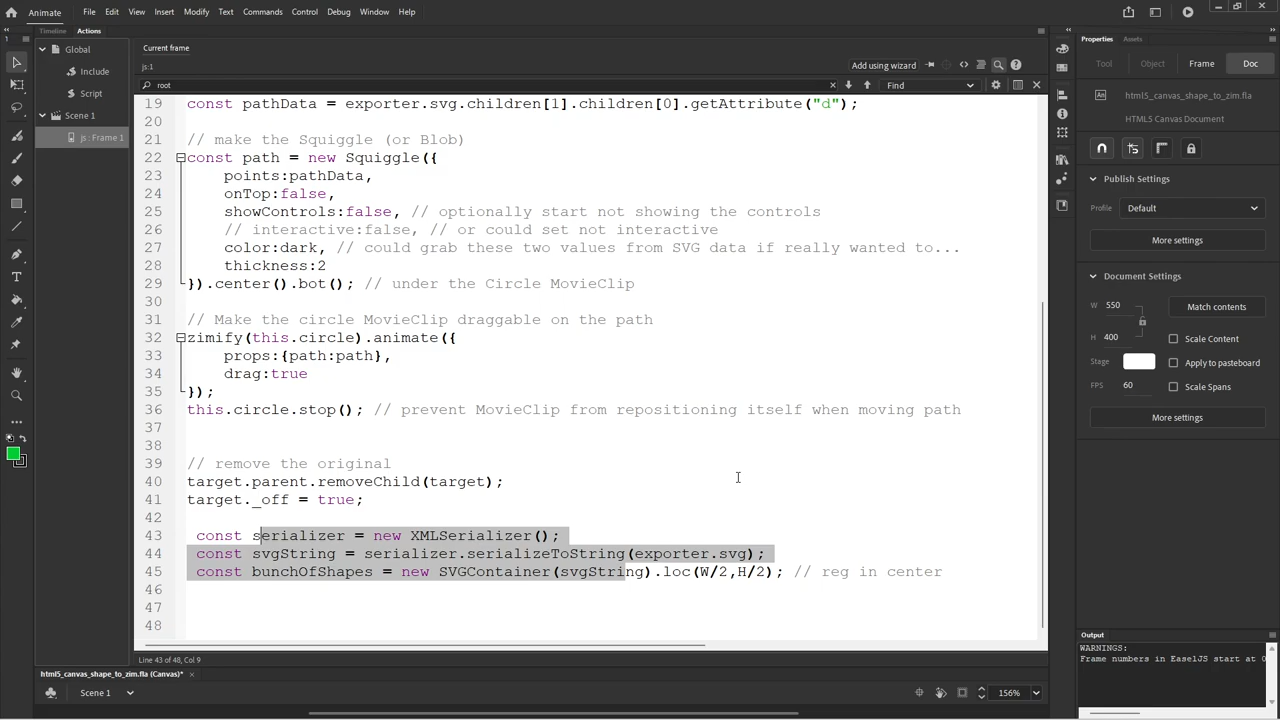 Animate
File
Edit
View
Insert
Modify
Text
Commands
Control
Debug
Window
Help
Timeline
Actions
Global
Include
Script
Scene 1
js : Frame 1
Current frame
js:1
Add using wizard
root
Find
19 const pathData = exporter.svg.children[1].children[0].getAttribute("d");
20
21 // make the Squiggle (or Blob)
22 const path = new Squiggle({
23 points:pathData,
24 onTop:false,
25 showControls:false, // optionally start not showing the controls
26 // interactive:false, // or could set not interactive
27 color:dark, // could grab these two values from SVG data if really wanted to...
28 thickness:2
29 }).center().bot(); // under the Circle MovieClip
30
31 // Make the circle MovieClip draggable on the path
32 zimify(this.circle).animate({
33 props:{path:path},
34 drag:true
35 });
36 this.circle.stop(); // prevent MovieClip from repositioning itself when moving path
37
38
39 // remove the original
40 target.parent.removeChild(target);
41 target._off = true;
42
43 const serializer = new XMLSerializer();
44 const svgString = serializer.serializeToString(exporter.svg);
45 const bunchOfShapes = new SVGContainer(svgString).loc(W/2,H/2); // reg in center
46
47
48
Line 43 of 48, Col 9
html5_canvas_shape_to_zim.fla (Canvas)*
Scene 1
156%
Properties
Assets
Tool
Object
Frame
Doc
html5_canvas_shape_to_zim.fla
HTML5 Canvas Document
Publish Settings
Profile
Default
More settings
Document Settings
W 550
Match contents
H 400
Scale Content
Stage
Apply to pasteboard
FPS 60
Scale Spans
More settings
Output
WARNINGS:
Frame numbers in EaselJS start at 0